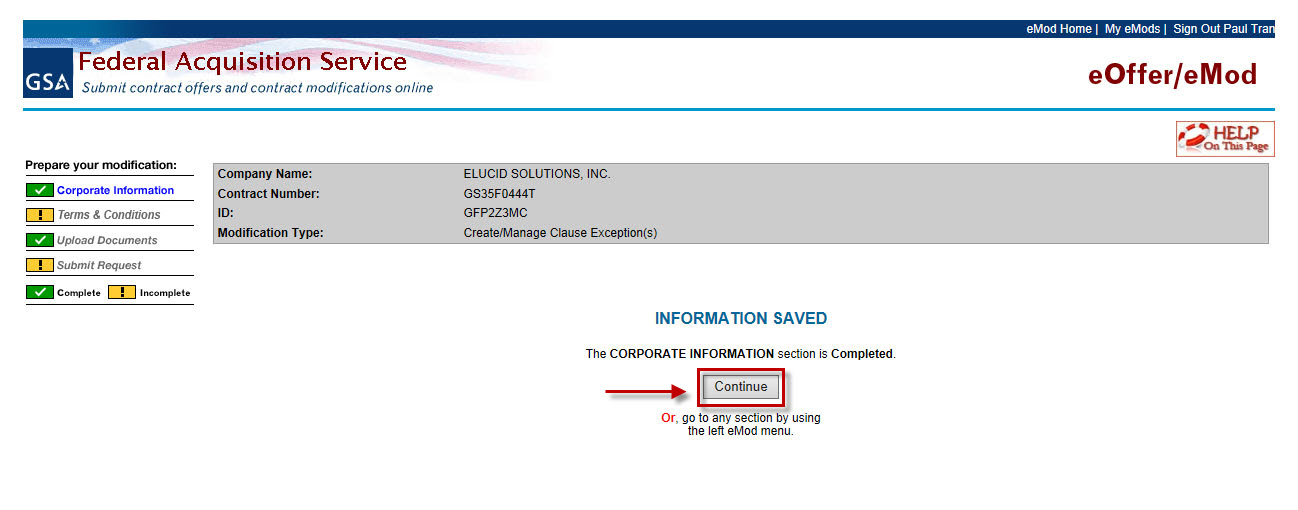 eMod Home | My eMods | Sign Out Paul Tran
GSA
Federal Acquisition Service
Submit contract offers and contract modifications online
eOffer/eMod
HELP
On This Page
Prepare your modification:
Corporate Information
Terms & Conditions
Upload Documents
Submit Request
Complete ! Incomplete
Company Name: ELUCID SOLUTIONS, INC.
Contract Number: GS35F0444T
ID: GFP2Z3MC
Modification Type: Create/Manage Clause Exception(s)
INFORMATION SAVED
The CORPORATE INFORMATION section is Completed.
Continue
Or, go to any section by using
the left eMod menu.